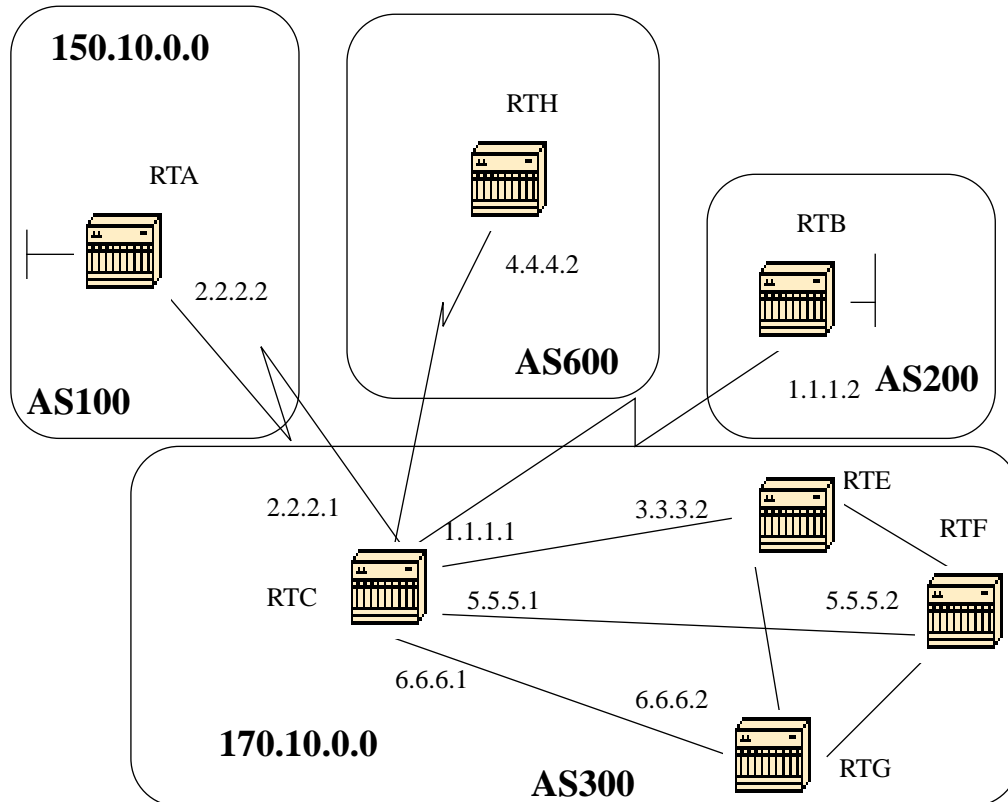 150.10.0.0
RTH
RTA
RTB
4.4.4.2
2.2.2.2
AS600
AS200
AS100
1.1.1.2
RTE
2.2.2.1
3.3.3.2
RTF
1.1.1.1
RTC
5.5.5.1
5.5.5.2
6.6.6.1
6.6.6.2
170.10.0.0
RTG
AS300